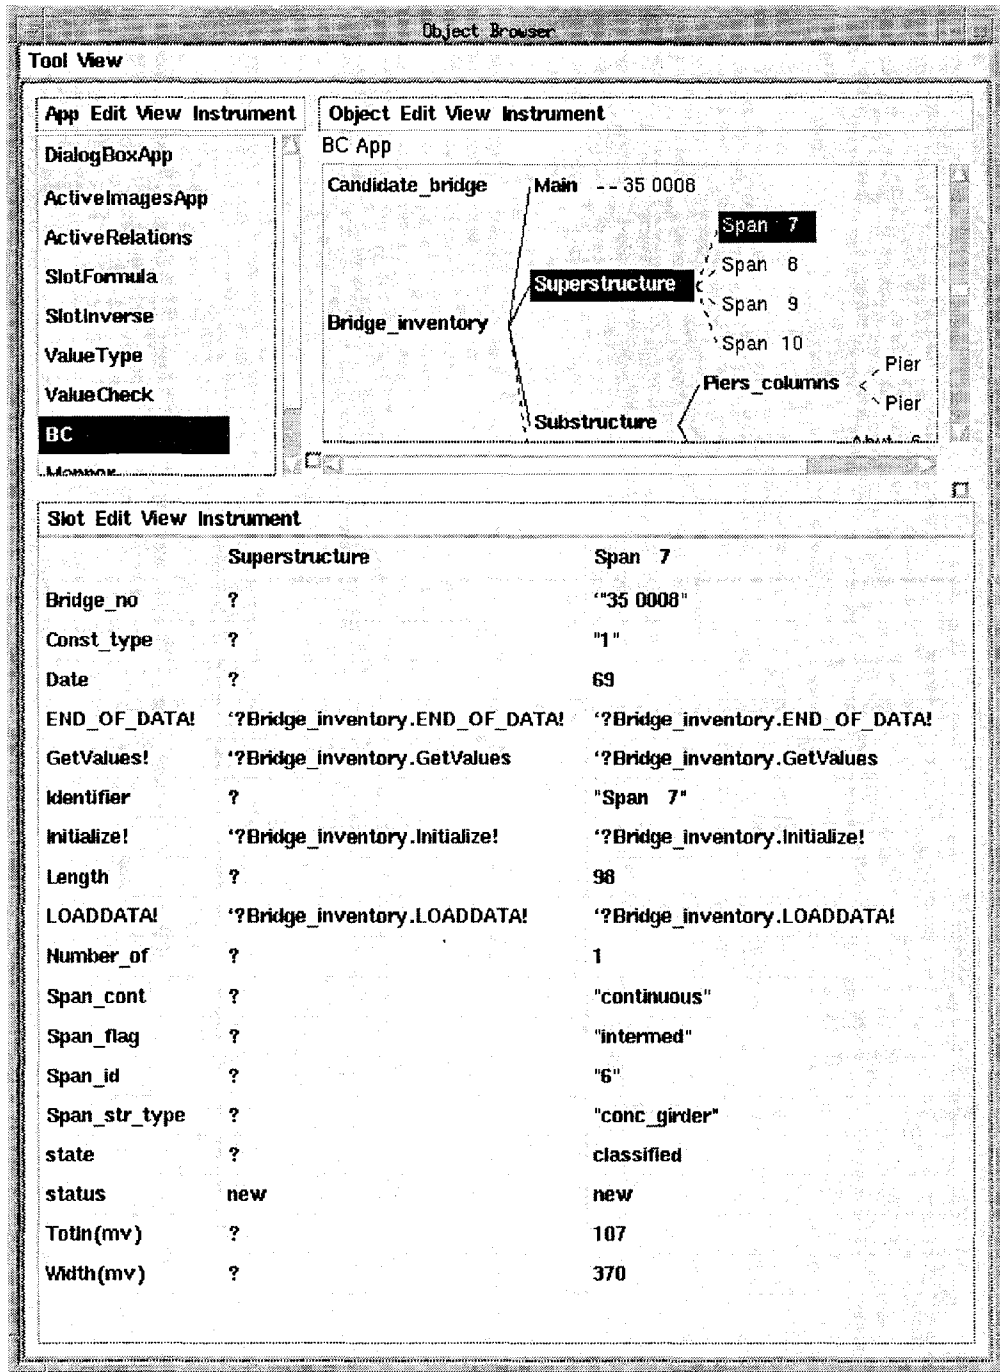 Object Browser
Tool View
App Edit View Instrument
DialogBoxApp
ActiveImagesApp
ActiveRelations
SlotFormula
SlotInverse
ValueType
ValueCheck
BC
Object Edit View Instrument
BC App
Candidate_bridge
Main -- 35 0008
Span 7
Superstructure
Span 8
Span 9
Bridge_inventory
Span 10
Piers_columns
Pier
Pier
Substructure
Slot Edit View Instrument
Superstructure Span 7
Bridge_no ? '"35 0008"
Const_type ? "1"
Date ? 69
END_OF_DATA! '?Bridge_inventory.END_OF_DATA! '?Bridge_inventory.END_OF_DATA!
GetValues! '?Bridge_inventory.GetValues '?Bridge_inventory.GetValues
Identifier ? "Span 7"
Initialize! '?Bridge_inventory.Initialize! '?Bridge_inventory.Initialize!
Length ? 98
LOADDATA! '?Bridge_inventory.LOADDATA! '?Bridge_inventory.LOADDATA!
Number_of ? 1
Span_cont ? "continuous"
Span_flag ? "intermed"
Span_id ? "6"
Span_str_type ? "conc_girder"
state ? classified
status new new
Totln(mv) ? 107
Width(mv) ? 370